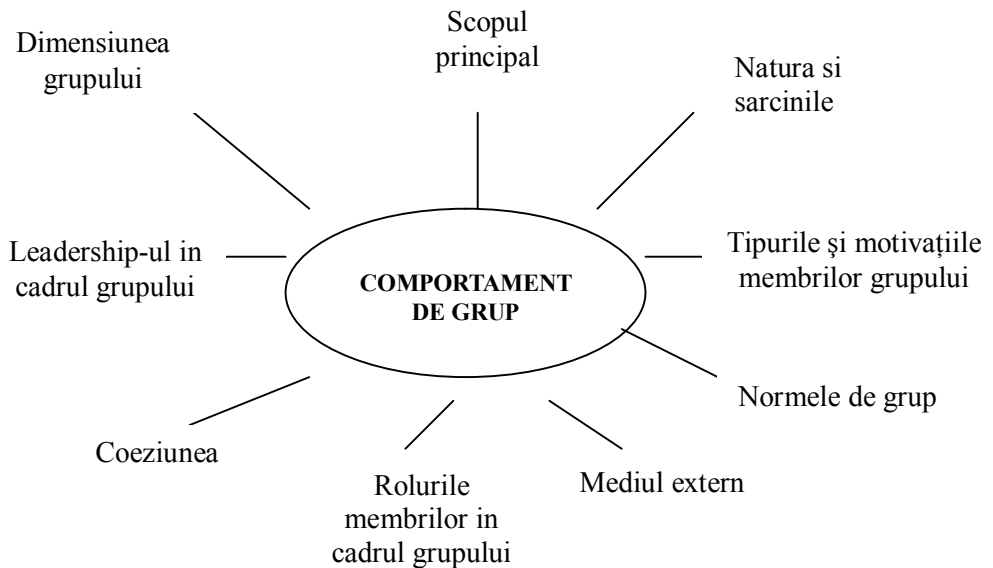 Dimensiunea
grupului
Scopul
principal
Natura si
sarcinile
Leadership-ul in
cadrul grupului
COMPORTAMENT
DE GRUP
Tipurile şi motivațiile
membrilor grupului
Normele de grup
Coeziunea
Rolurile
membrilor in
cadrul grupului
Mediul extern